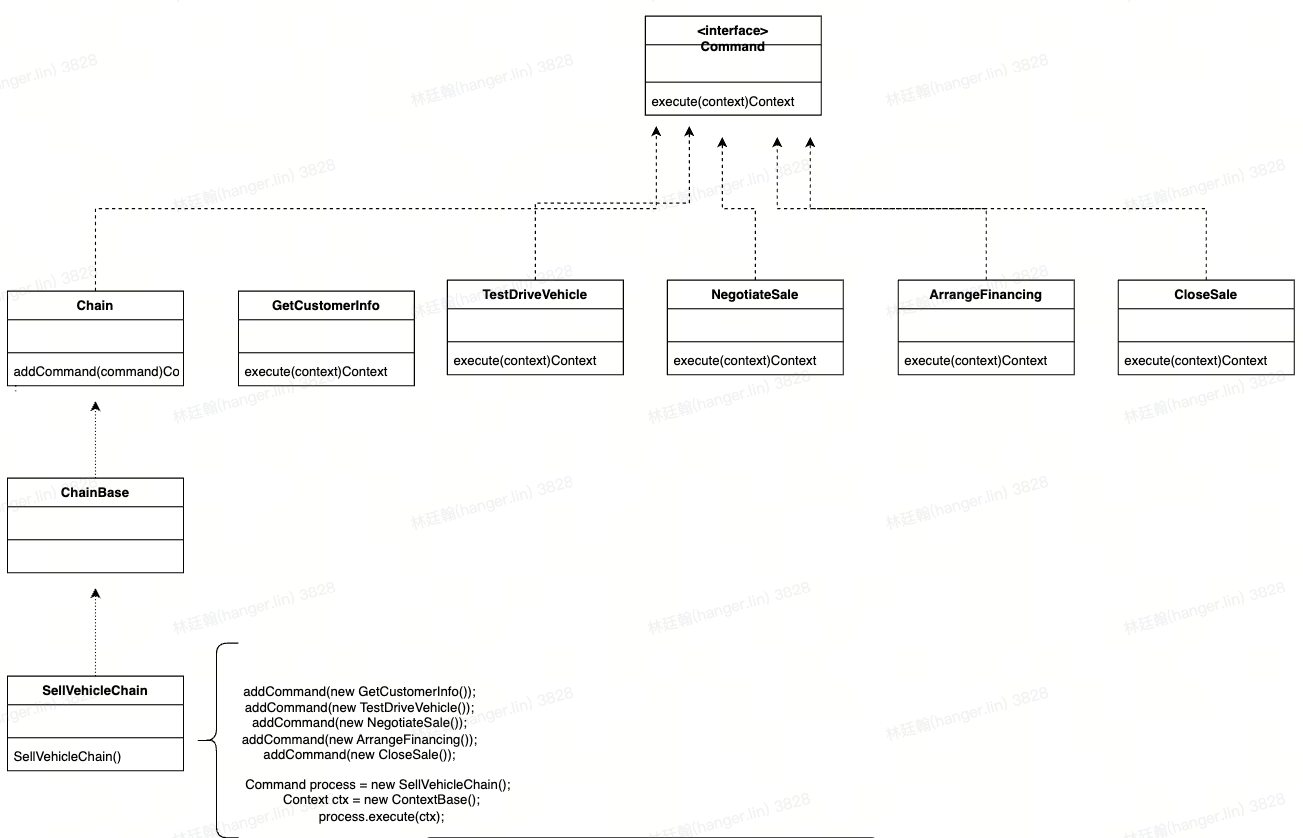 <interface>
Command
execute(context)Context
Chain
addCommand(command)Co
GetCustomerInfo
execute(context)Context
TestDriveVehicle
execute(context)Context
NegotiateSale
execute(context)Context
ArrangeFinancing
execute(context)Context
CloseSale
execute(context)Context
ChainBase
SellVehicleChain
SellVehicleChain()
addCommand(new GetCustomerInfo());
addCommand(new TestDriveVehicle());
addCommand(new NegotiateSale());
addCommand(new ArrangeFinancing());
addCommand(new CloseSale());
Command process = new SellVehicleChain();
Context ctx = new ContextBase();
process.execute(ctx);
林廷翰(hanger.lin) 3828